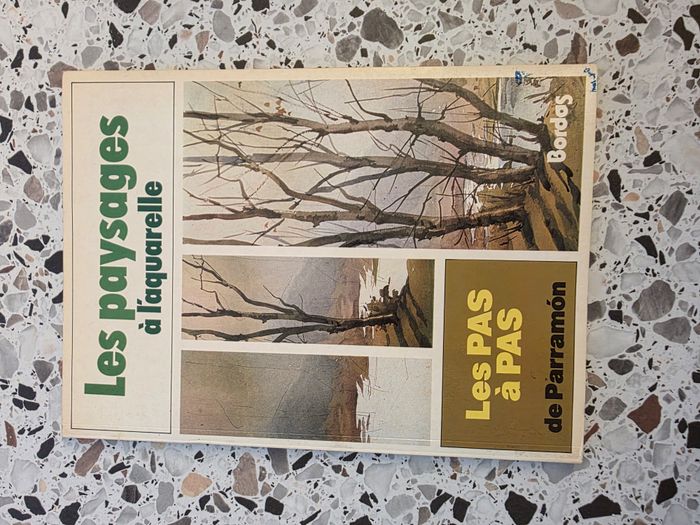 Les paysages
à l'aquarelle
Bordas
Les PAS
à PAS
de Parramón